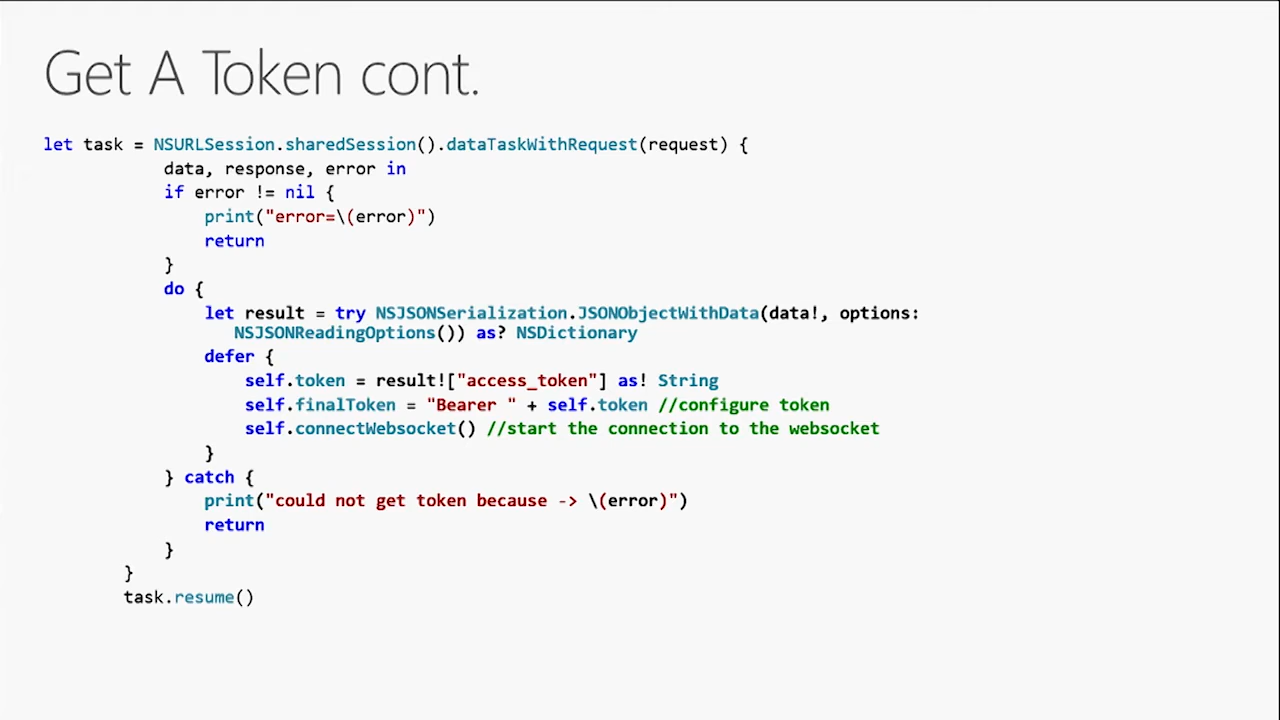 Get A Token cont.
let task = NSURLSession.sharedSession().dataTaskWithRequest(request) {
data, response, error in
if error != nil {
print("error=\(error)")
return
}
do {
let result = try NSJSONSerialization.JSONObjectWithData(data!, options:
NSJSONReadingOptions()) as? NSDictionary
defer {
self.token = result!["access_token"] as! String
self.finalToken = "Bearer " + self.token //configure token
self.connectWebsocket() //start the connection to the websocket
}
} catch {
print("could not get token because -> \(error)")
return
}
}
task.resume()